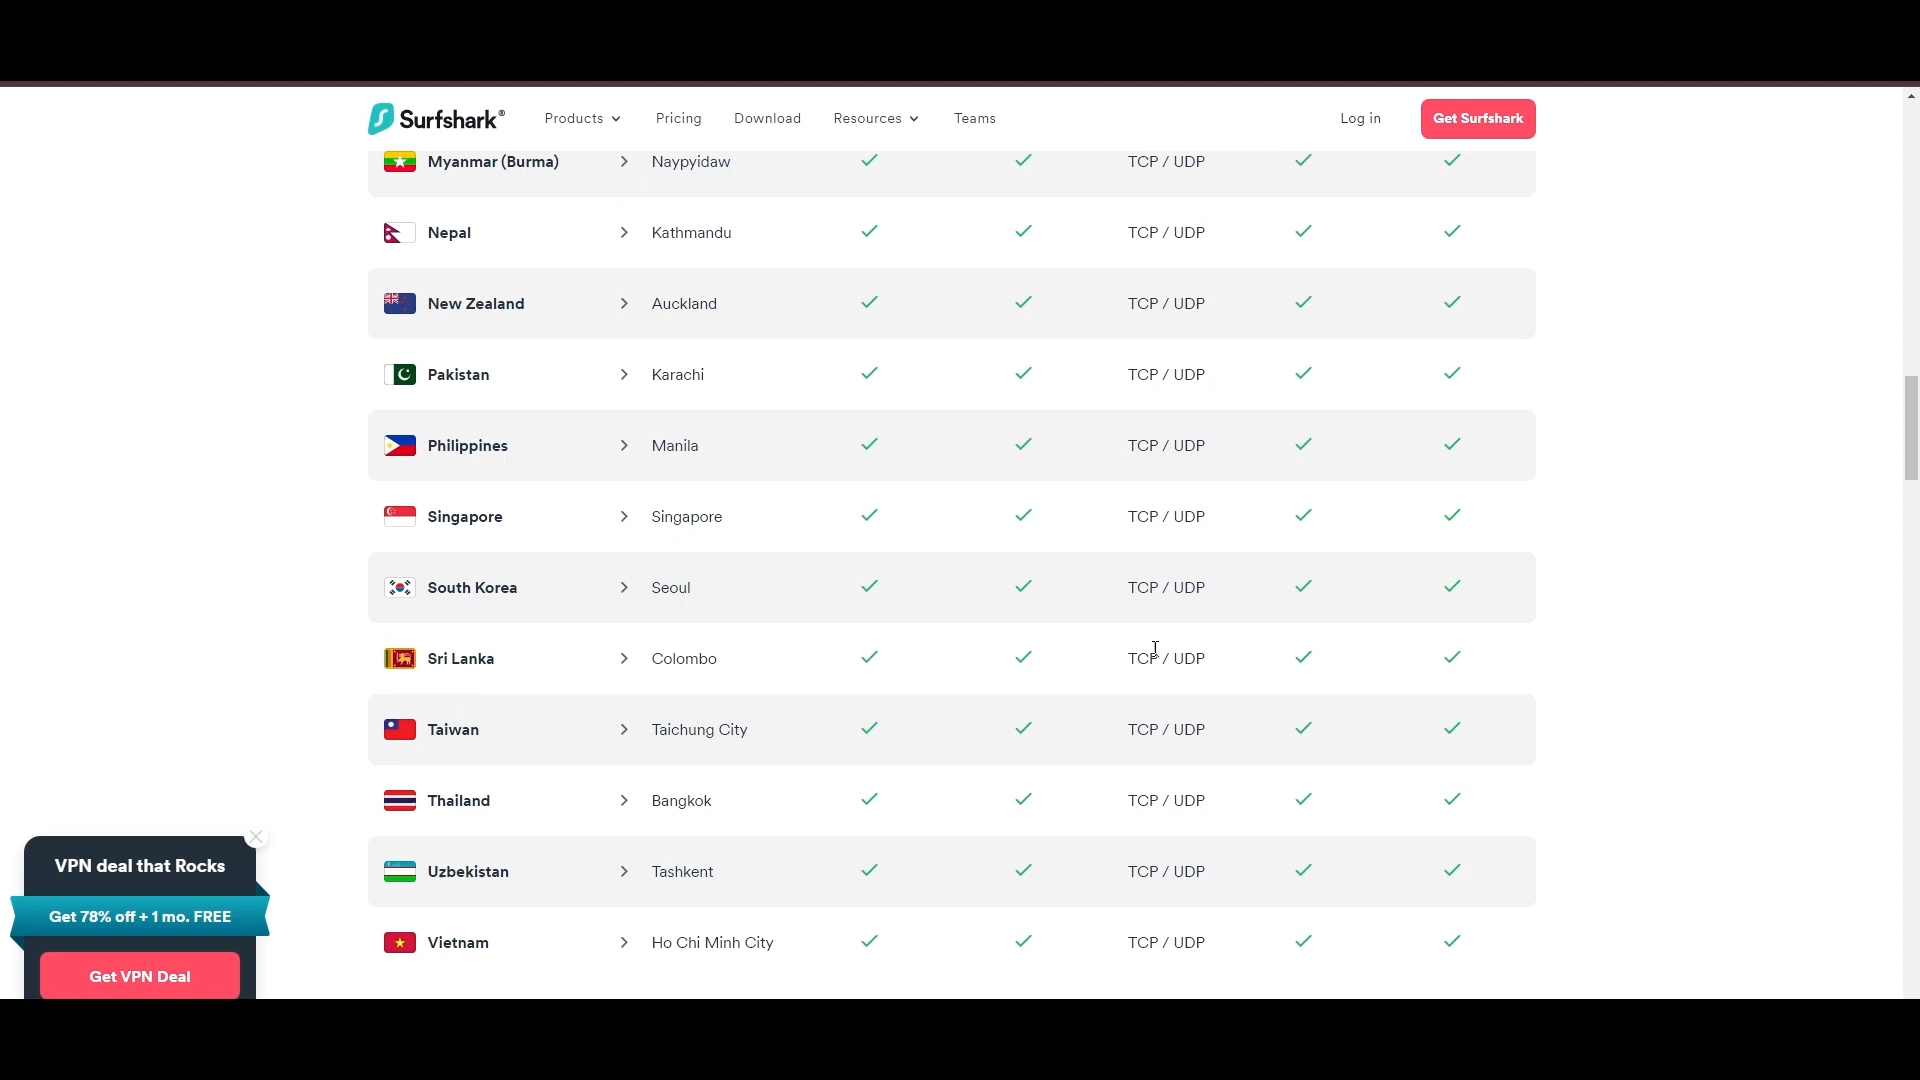 Surfshark® Products Pricing Download Resources Teams Log in Get Surfshark
Myanmar (Burma) Naypyidaw TCP / UDP
Nepal Kathmandu TCP / UDP
New Zealand Auckland TCP / UDP
Pakistan Karachi TCP / UDP
Philippines Manila TCP / UDP
Singapore Singapore TCP / UDP
South Korea Seoul TCP / UDP
Sri Lanka Colombo TCP / UDP
Taiwan Taichung City TCP / UDP
Thailand Bangkok TCP / UDP
Uzbekistan Tashkent TCP / UDP
Vietnam Ho Chi Minh City TCP / UDP
VPN deal that Rocks
Get 78% off + 1 mo. FREE
Get VPN Deal